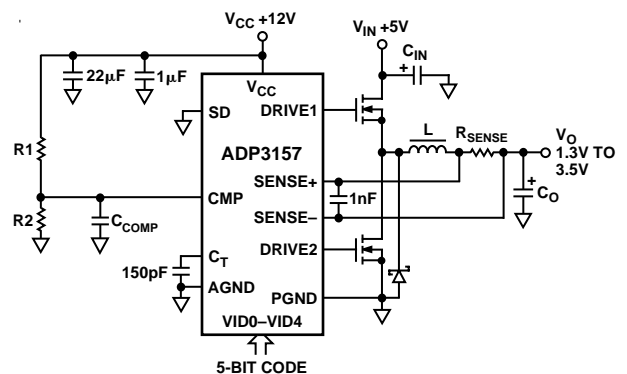 VCC +12V
VIN +5V
22µF
1µF
CIN
VCC
SD
DRIVE1
R1
ADP3157
L
RSENSE
VO
1.3V TO
3.5V
SENSE+
1nF
CO
R2
CMP
CCOMP
SENSE–
CT
DRIVE2
150pF
AGND
PGND
VID0–VID4
5-BIT CODE